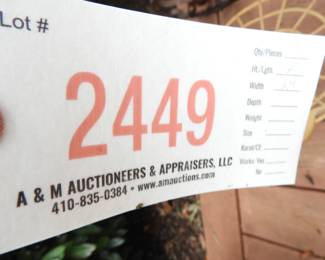 Lot #
2449
A & M AUCTIONEERS & APPRAISERS, LLC
410-835-0384 • www.amauctions.com
Qty/Pieces
Ht./Lgth.
Width 24
Depth
Weight
Size
Karat/Ct
Works: Yes
No